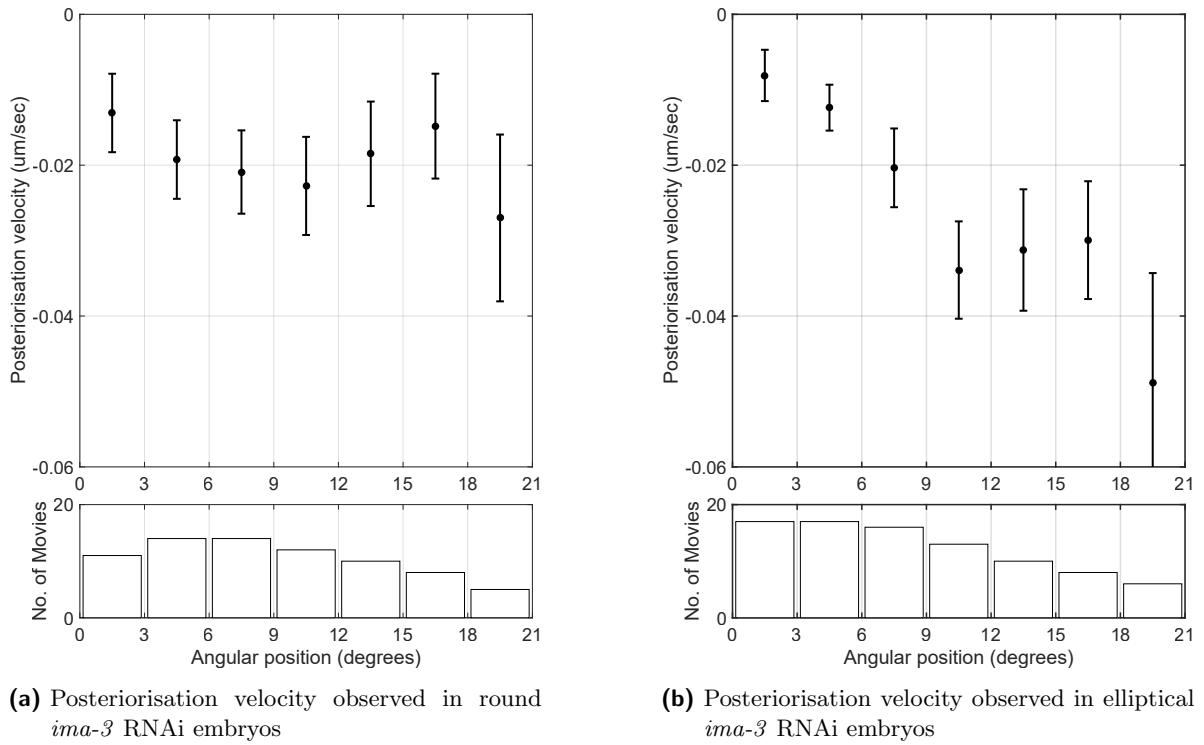 0
-0.02
-0.04
-0.06
Posteriorisation velocity (um/sec)
0 3 6 9 12 15 18 21
20
0
No. of Movies
0 3 6 9 12 15 18 21
Angular position (degrees)
(a) Posteriorisation velocity observed in round
ima-3 RNAi embryos
0
-0.02
-0.04
-0.06
Posteriorisation velocity (um/sec)
0 3 6 9 12 15 18 21
20
0
No. of Movies
0 3 6 9 12 15 18 21
Angular position (degrees)
(b) Posteriorisation velocity observed in elliptical
ima-3 RNAi embryos